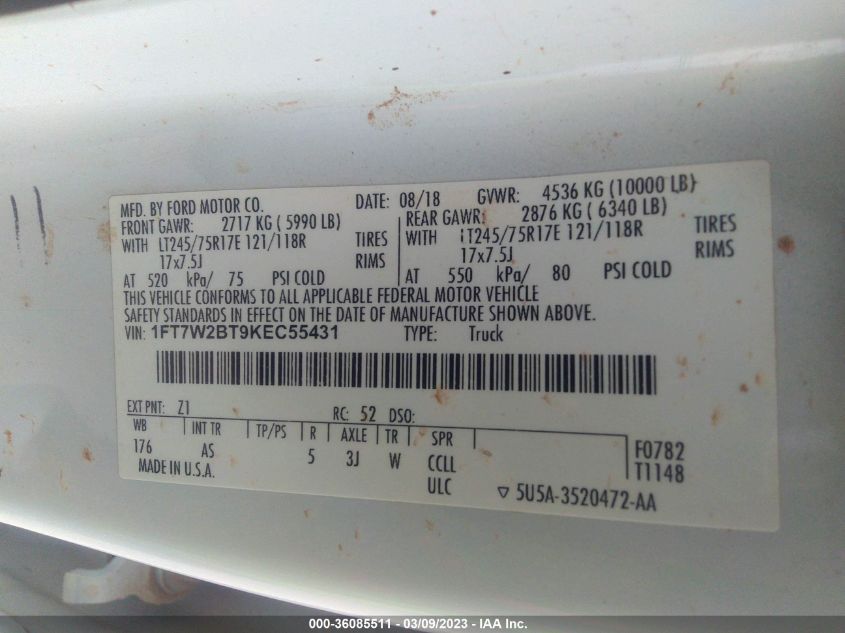 MFD. BY FORD MOTOR CO. DATE: 08/18 GVWR: 4536 KG (10000 LB)
FRONT GAWR: 2717 KG ( 5990 LB) REAR GAWR: 2876 KG ( 6340 LB)
WITH LT245/75R17E 121/118R TIRES WITH LT245/75R17E 121/118R TIRES
17x7.5J RIMS 17x7.5J RIMS
AT 520 kPa/ 75 PSI COLD AT 550 kPa/ 80 PSI COLD
THIS VEHICLE CONFORMS TO ALL APPLICABLE FEDERAL MOTOR VEHICLE
SAFETY STANDARDS IN EFFECT ON THE DATE OF MANUFACTURE SHOWN ABOVE.
VIN: 1FT7W2BT9KEC55431 TYPE: Truck
EXT PNT: Z1 RC: 52 DSO:
WB INT TR TP/PS R AXLE TR SPR F0782
176 AS 5 3J W CCLL T1148
MADE IN U.S.A. ULC 5U5A-3520472-AA
000-36085511 - 03/09/2023 - IAA Inc.